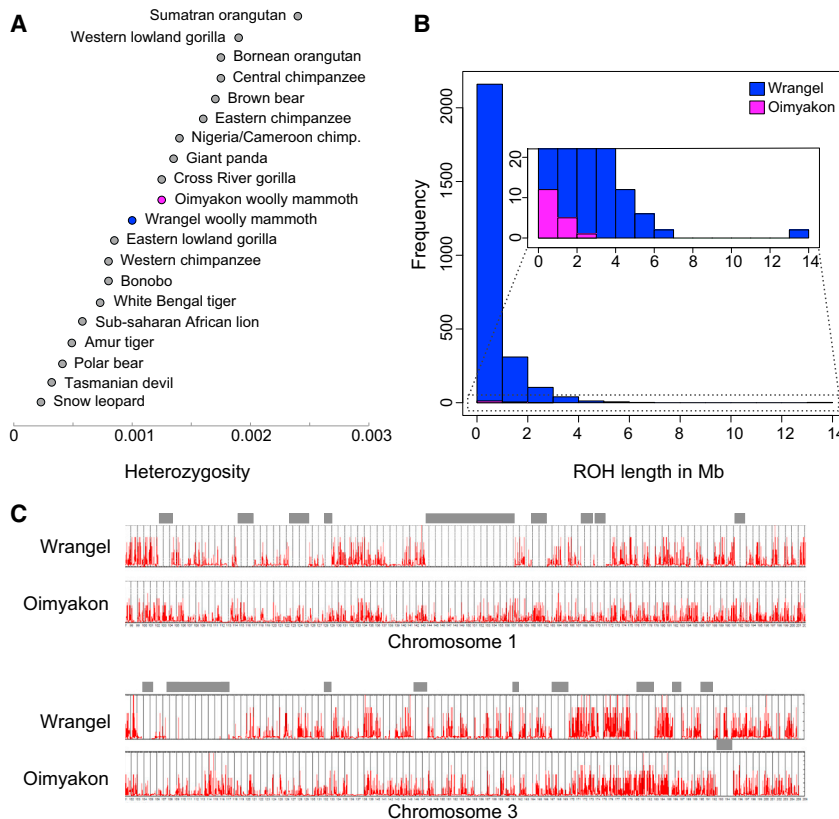 A
Sumatran orangutan
Western lowland gorilla
Bornean orangutan
Central chimpanzee
Brown bear
Eastern chimpanzee
Nigeria/Cameroon chimp.
Giant panda
Cross River gorilla
Oimyakon woolly mammoth
Wrangel woolly mammoth
Eastern lowland gorilla
Western chimpanzee
Bonobo
White Bengal tiger
Sub-saharan African lion
Amur tiger
Polar bear
Tasmanian devil
Snow leopard
0 0.001 0.002 0.003
Heterozygosity
B
Wrangel
Oimyakon
Frequency
2000
1500
1000
500
0
20
10
0
0 2 4 6 8 10 12 14
0 2 4 6 8 10 12 14
ROH length in Mb
C
Wrangel
Oimyakon
Chromosome 1
Wrangel
Oimyakon
Chromosome 3